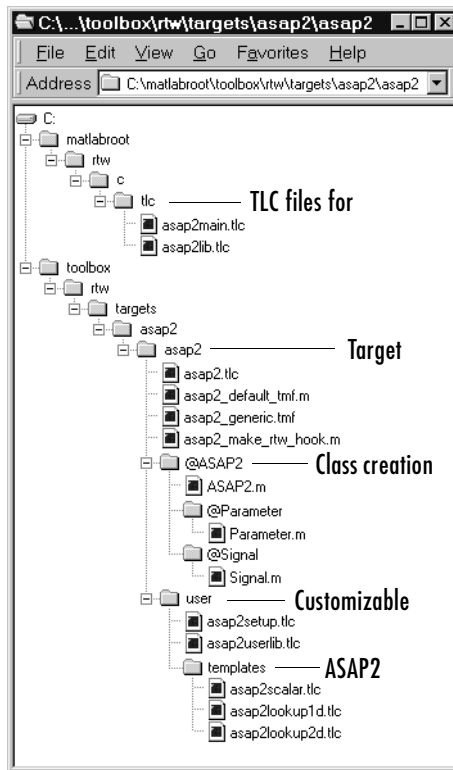 C:\...\toolbox\rtw\targets\asap2\asap2
File Edit View Go Favorites Help
Address C:\matlabroot\toolbox\rtw\targets\asap2\asap2
C:
matlabroot
rtw
c
tlc TLC files for
asap2main.tlc
asap2lib.tlc
toolbox
rtw
targets
asap2
asap2 Target
asap2.tlc
asap2_default_tmf.m
asap2_generic.tmf
asap2_make_rtw_hook.m
@ASAP2 Class creation
ASAP2.m
@Parameter
Parameter.m
@Signal
Signal.m
user Customizable
asap2setup.tlc
asap2userlib.tlc
templates ASAP2
asap2scalar.tlc
asap2lookup1d.tlc
asap2lookup2d.tlc